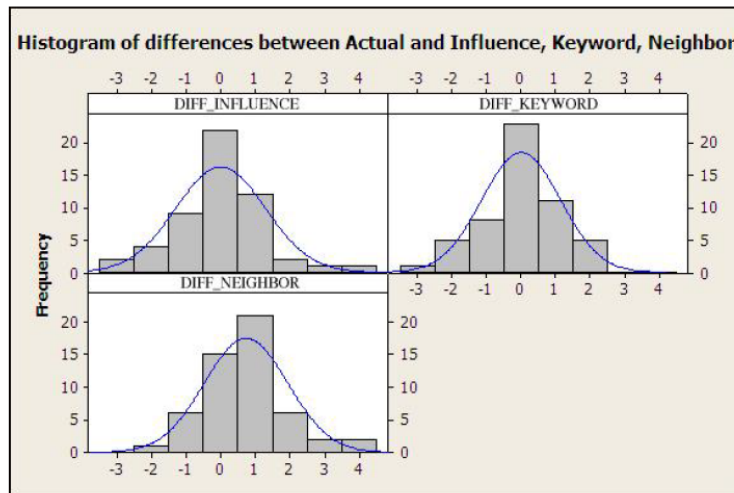 Histogram of differences between Actual and Influence, Keyword, Neighbor
-3 -2 -1 0 1 2 3 4 -3 -2 -1 0 1 2 3 4
DIFF_INFLUENCE DIFF_KEYWORD
20 20
15 15
10 10
5 5
0 0
-3 -2 -1 0 1 2 3 4
DIFF_NEIGHBOR
Frequency
20 20
15 15
10 10
5 5
0 0
-3 -2 -1 0 1 2 3 4